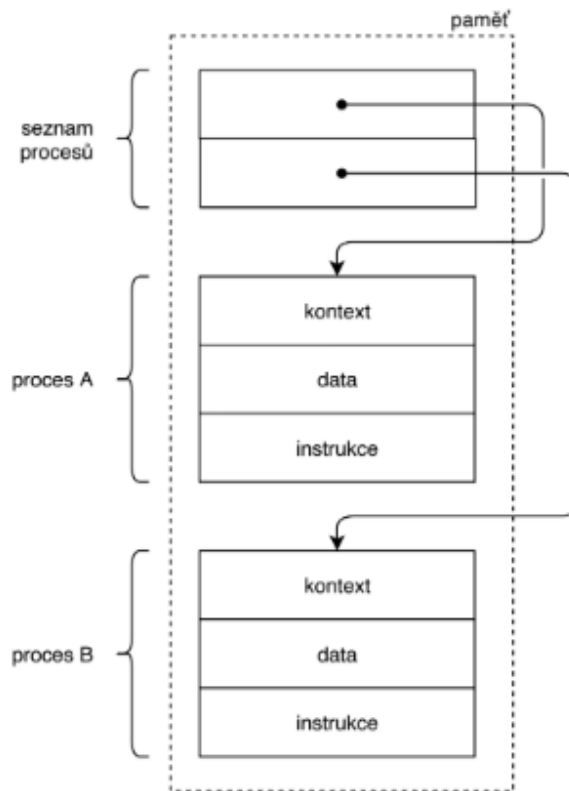 paměť
seznam
procesů
proces A
kontext
data
instrukce
proces B
kontext
data
instrukce